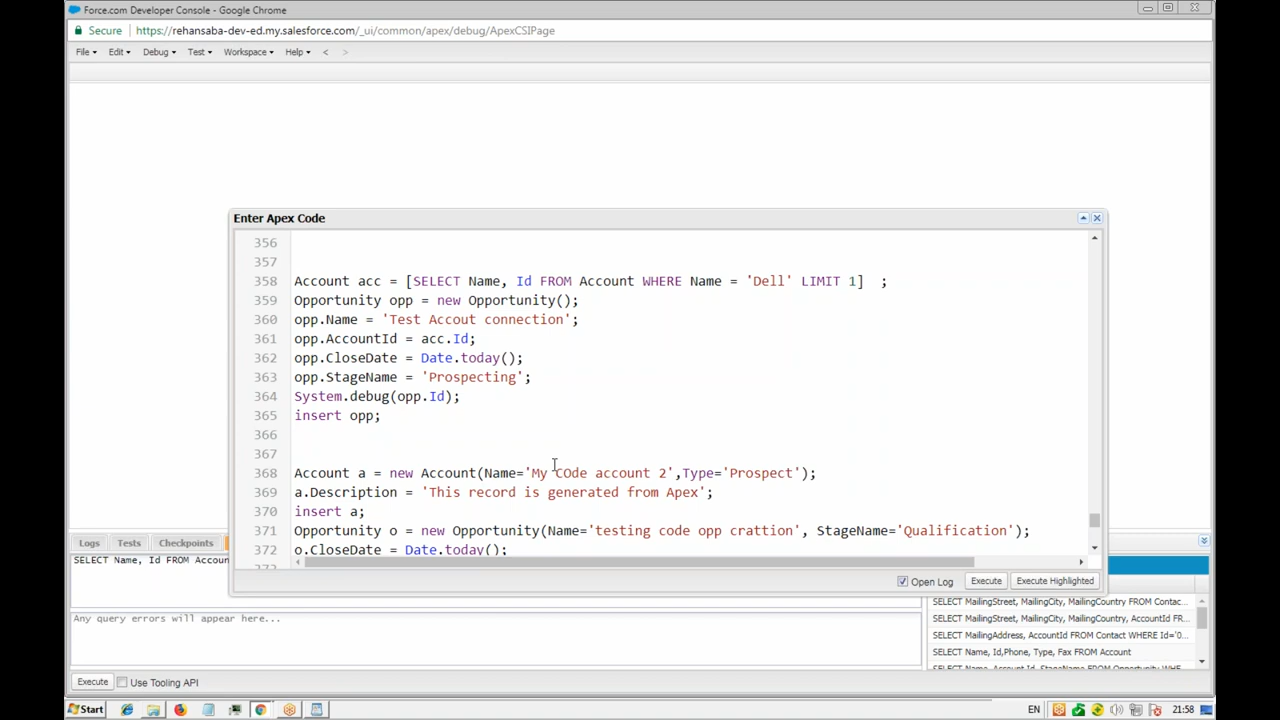 Force.com Developer Console - Google Chrome
Secure https://rehansaba-dev-ed.my.salesforce.com/_ui/common/apex/debug/ApexCSIPage
File Edit Debug Test Workspace Help < >
Enter Apex Code
356
357
358 Account acc = [SELECT Name, Id FROM Account WHERE Name = 'Dell' LIMIT 1] ;
359 Opportunity opp = new Opportunity();
360 opp.Name = 'Test Accout connection';
361 opp.AccountId = acc.Id;
362 opp.CloseDate = Date.today();
363 opp.StageName = 'Prospecting';
364 System.debug(opp.Id);
365 insert opp;
366
367
368 Account a = new Account(Name='My COde account 2',Type='Prospect');
369 a.Description = 'This record is generated from Apex';
370 insert a;
371 Opportunity o = new Opportunity(Name='testing code opp crattion', StageName='Qualification');
372 o.CloseDate = Date.today();
Open Log Execute Execute Highlighted
Logs Tests Checkpoints
SELECT Name, Id FROM Accoun
Any query errors will appear here...
SELECT MailingStreet, MailingCity, MailingCountry FROM Contac...
SELECT MailingStreet, MailingCity, MailingCountry, AccountId FR...
SELECT MailingAddress, AccountId FROM Contact WHERE Id='0...
SELECT Name, Id,Phone, Type, Fax FROM Account
SELECT Name, Account.Id, StageName FROM Opportunity WHER...
Execute Use Tooling API
Start EN 21:58